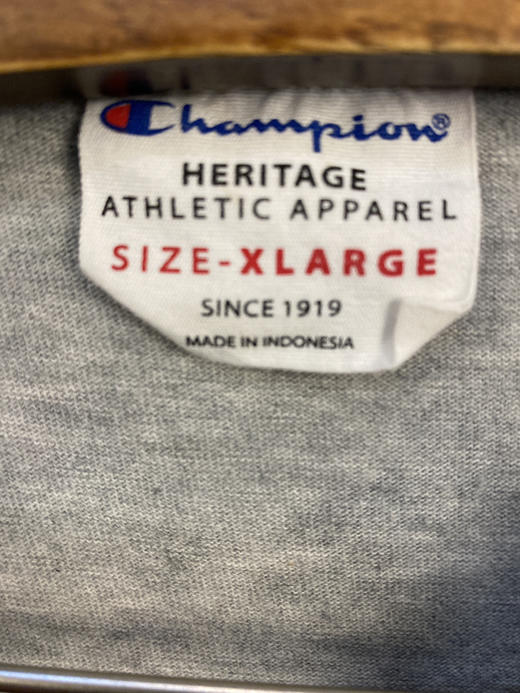 Champion®
HERITAGE
ATHLETIC APPAREL
SIZE-XLARGE
SINCE 1919
MADE IN INDONESIA